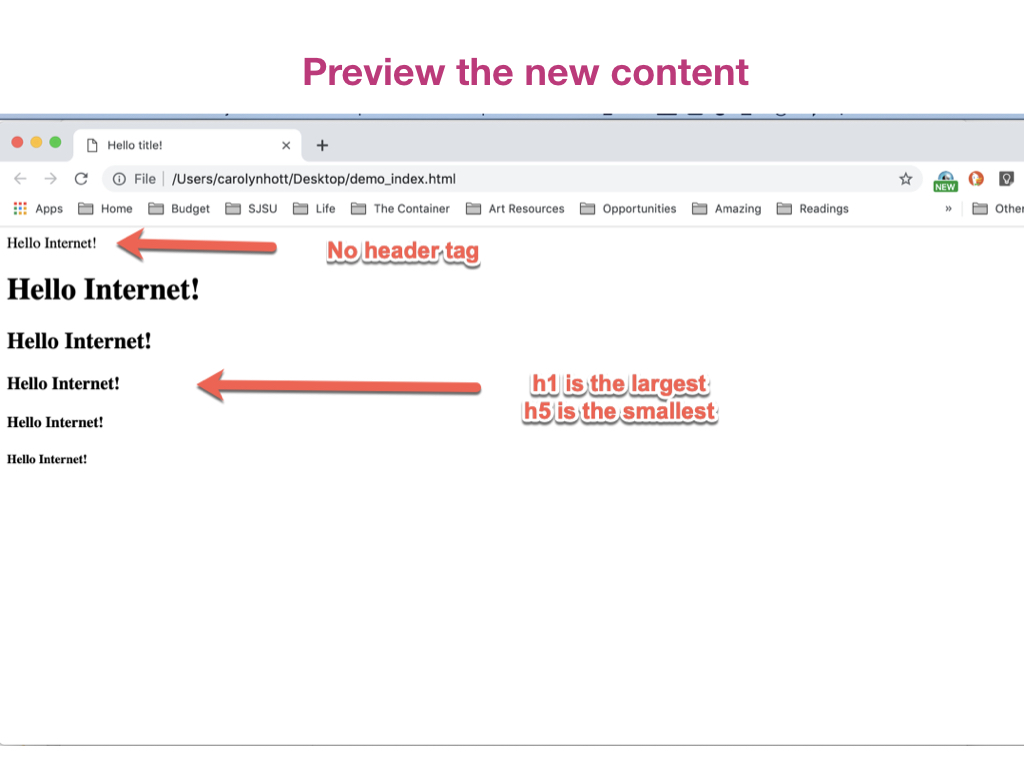 Preview the new content
Hello title!
File /Users/carolynhott/Desktop/demo_index.html
NEW
Apps Home Budget SJSU Life The Container Art Resources Opportunities Amazing Readings » Other
Hello Internet!
No header tag
Hello Internet!
Hello Internet!
Hello Internet!
h1 is the largest
h5 is the smallest
Hello Internet!
Hello Internet!